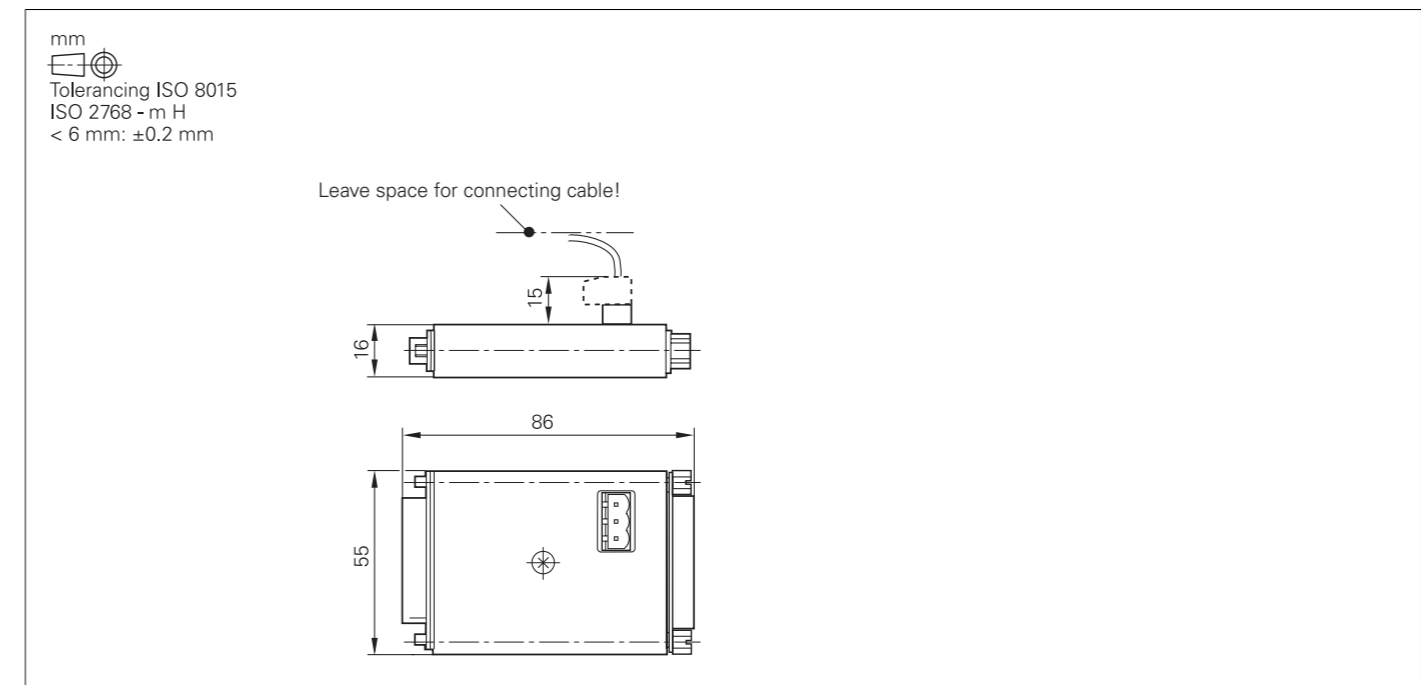 mm
Tolerancing ISO 8015
ISO 2768 - m H
< 6 mm: ±0.2 mm
Leave space for connecting cable!
15
16
86
55